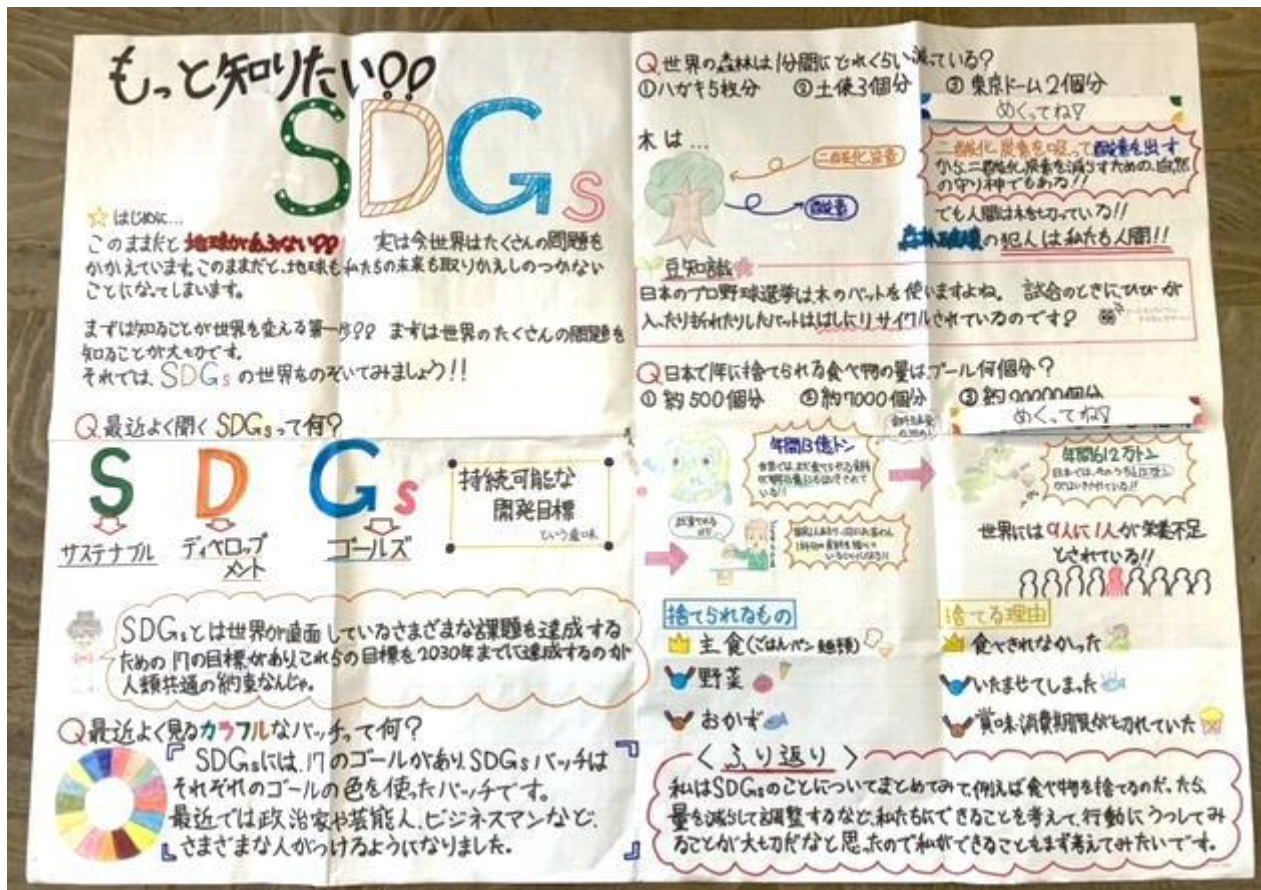 もっと知りたい!?
SDGs
☆はじめに…
このままだと地球があぶない!? 実は今世界はたくさんの問題を
かかえています。このままだと、地球も私たちの未来も取りかえしのつかない
ことになってしまいます。
まずは知ることが世界を変える第一歩!? まずは世界のたくさんの問題を
知ることが大切です。
それでは、SDGsの世界をのぞいてみましょう!!
Q 最近よく聞くSDGsって何?
S D G s
サステナブル
ディベロップ
メント
ゴールズ
持続可能な
開発目標
という意味
SDGsとは世界が直面しているさまざまな課題を達成する
ための17の目標がありこれらの目標を2030年までに達成するのが
人類共通の約束なんじゃ。
Q 最近よく見るカラフルなバッチって何?
『SDGsには、17のゴールがあり、SDGsバッチは
それぞれのゴールの色を使ったバッチです。
最近では政治家や芸能人、ビジネスマンなど、
さまざまな人がつけるようになりました。』
Q 世界の森林は1分間にどれくらい減っている?
①ハガキ5枚分 ②土俵3個分 ③東京ドーム2個分
めくってね♡
木は…
二酸化炭素
酸素
二酸化炭素を吸って酸素を出す
から二酸化炭素を減らすための、自然
の守り神でもある!!
でも人間は木を切っている!!
森林破壊の犯人は私たち人間!!
豆知識
日本のプロ野球選挙は木のバットを使いますよね。 試合のときにひびが
入ったり折れたりしたバットははしにリサイクルされているのです?
Q 日本で1年に捨てられる食べ物の量は、プール何個分?
①約500個分 ②約7000個分 ③約20000個分
めくってね♡
年間13億トン
年間612万トン
世界には9人に1人が栄養不足
とされている!!
捨てられるもの
主食(ごはんパン麺類)
野菜
おかず
捨てる理由
食べきれなかった
いたませてしまった
賞味消費期限が切れていた
〈ふり返り〉
私はSDGsのことについてまとめてみて例えば食べ物を捨てるのだったら、
量を減らして調整するなど、私たちにできることを考えて、行動にうつしてみ
ることが大切だなと思ったので私ができることもまず考えてみたいです。